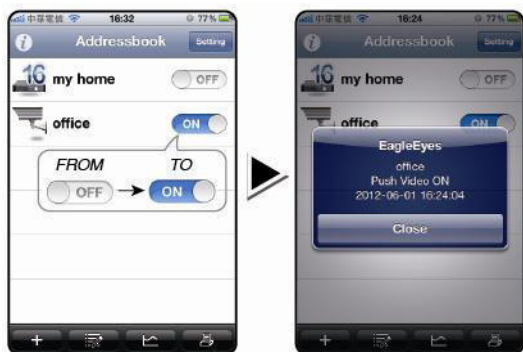 中華電信 16:32 77%
Addressbook Setting
16 my home OFF
office ON
FROM TO
OFF ON
中華電信 16:24 77%
Addressbook Setting
16 my home OFF
office ON
EagleEyes
office
Push Video ON
2012-06-01 16:24:04
Close